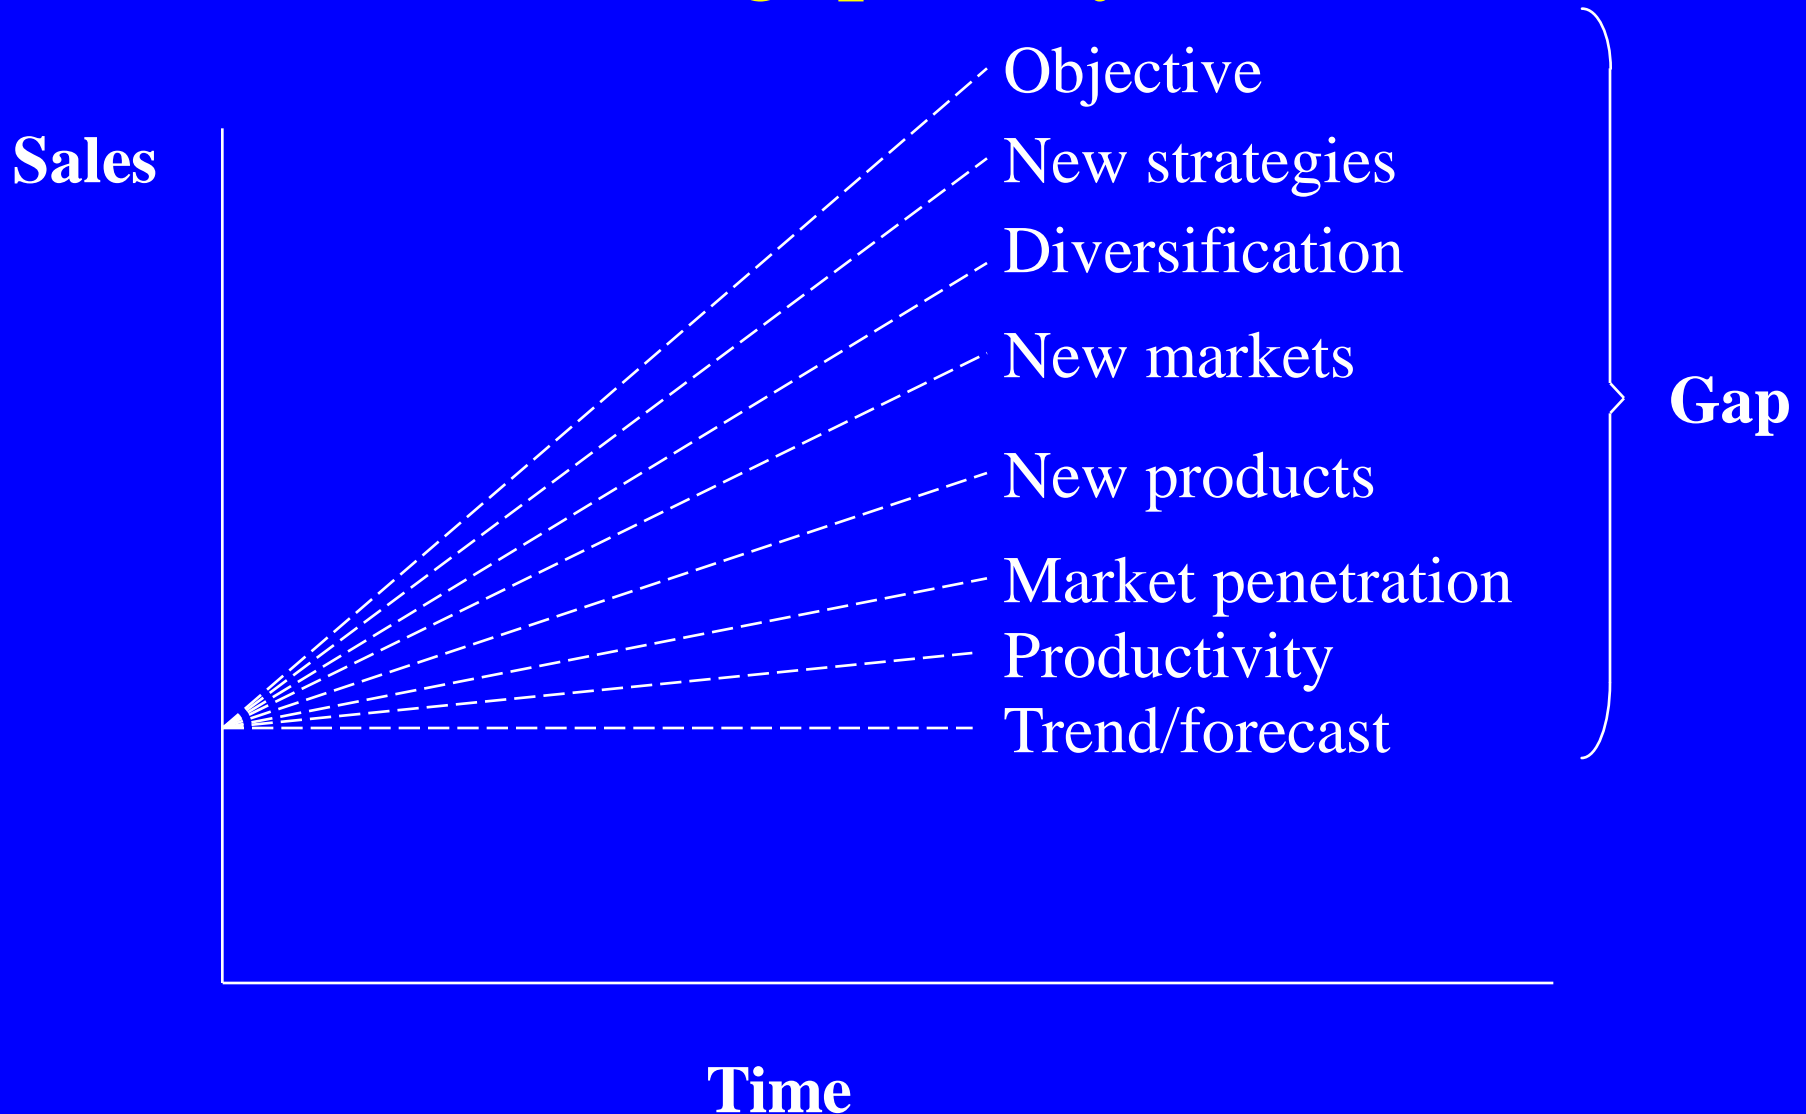 Objective
Sales
New strategies
Diversification
New markets
Gap
New products
Market penetration
Productivity
Trend/forecast
Time